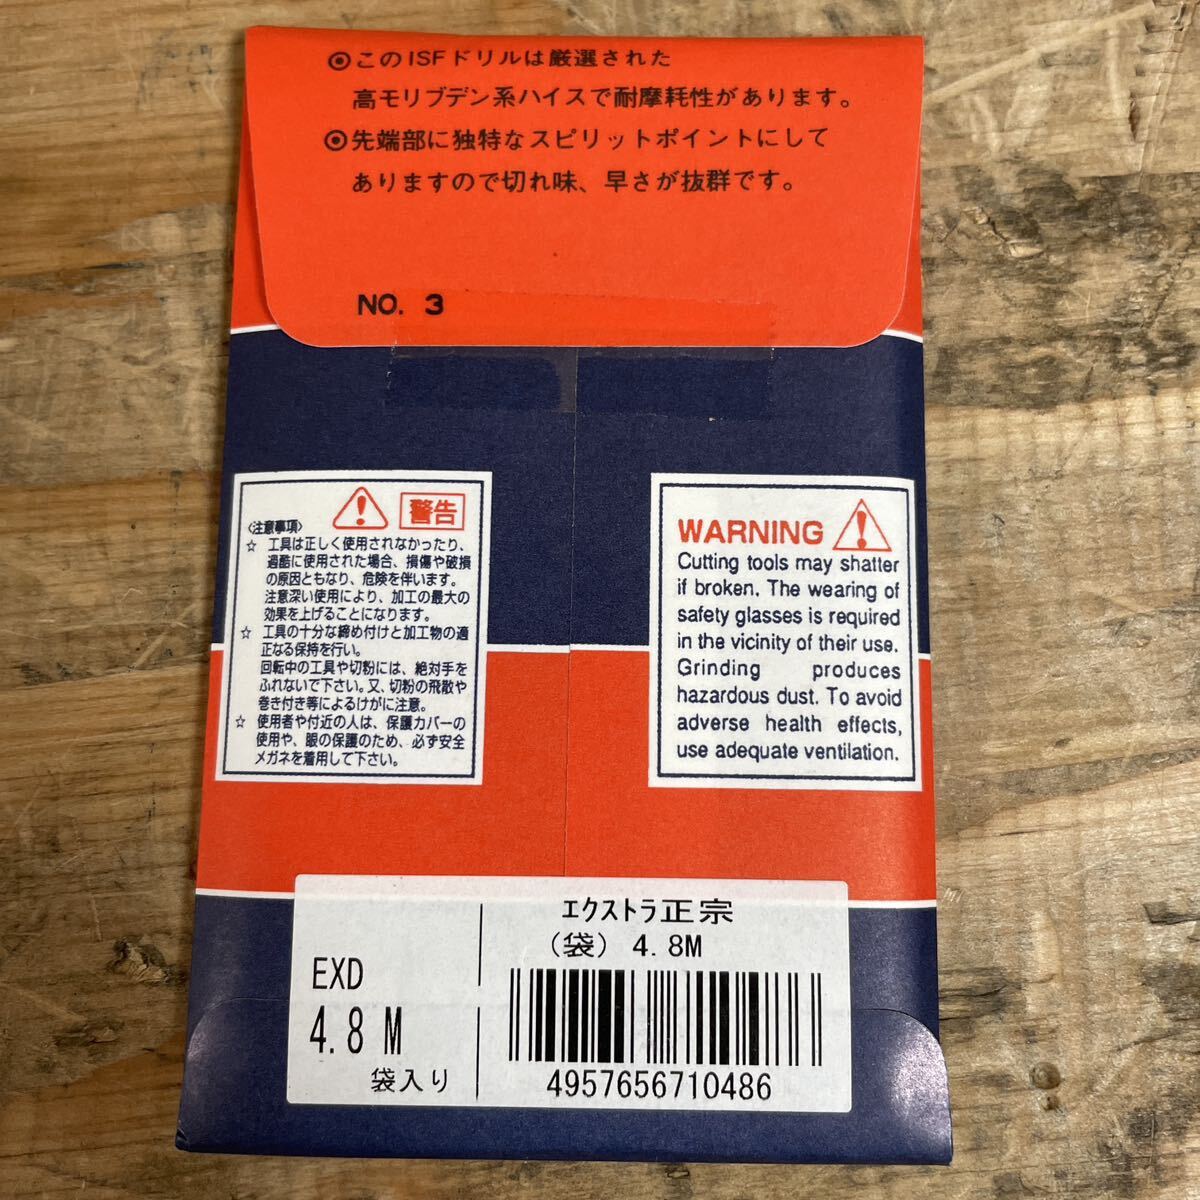 ◎このISFドリルは厳選された
高モリブデン系ハイスで耐摩耗性があります。
◎先端部に独特なスピリットポイントにして
ありますので切れ味、早さが抜群です。
NO. 3
警告
〈注意事項〉
☆ 工具は正しく使用されなかったり、
過酷に使用された場合、損傷や破損
の原因ともなり、危険を伴います。
注意深い使用により、加工の最大の
効果を上げることになります。
☆ 工具の十分な締め付けと加工物の適
正なる保持を行い。
回転中の工具や切粉には、絶対手を
ふれないで下さい。又、切粉の飛散や
巻き付き等によるけがに注意。
☆ 使用者や付近の人は、保護カバーの
使用や、眼の保護のため、必ず安全
メガネを着用して下さい。
WARNING
Cutting tools may shatter
if broken. The wearing of
safety glasses is required
in the vicinity of their use.
Grinding produces
hazardous dust. To avoid
adverse health effects,
use adequate ventilation.
EXD
4.8 M
袋入り
エクストラ正宗
(袋) 4.8M
4957656710486